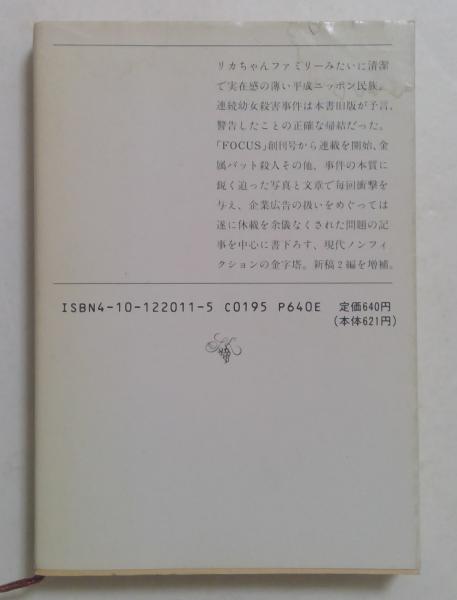 リカちゃんファミリーみたいに清潔
で実在感の薄い平成ニッポン民族。
連続幼女殺害事件は本書旧版が予言、
警告したことの正確な帰結だった。
「FOCUS」創刊号から連載を開始、金
属バット殺人その他、事件の本質に
鋭く迫った写真と文章で毎回衝撃を
与え、企業広告の扱いをめぐっては
遂に休載を余儀なくされた問題の記
事を中心に書下ろす、現代ノンフィ
クションの金字塔。新稿2編を増補。
ISBN4-10-122011-5 C0195 P640E 定価640円
(本体621円)